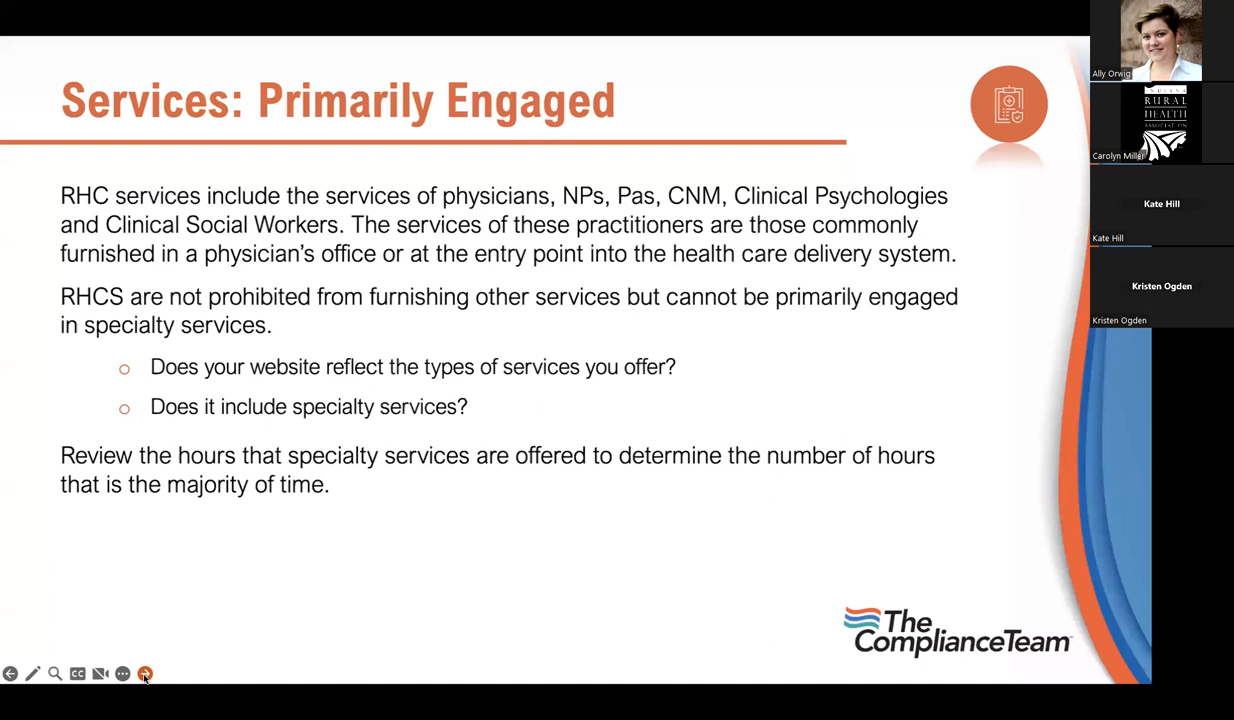 Services: Primarily Engaged
RHC services include the services of physicians, NPs, Pas, CNM, Clinical Psychologies
and Clinical Social Workers. The services of these practitioners are those commonly
furnished in a physician's office or at the entry point into the health care delivery system.
RHCS are not prohibited from furnishing other services but cannot be primarily engaged
in specialty services.
Does your website reflect the types of services you offer?
Does it include specialty services?
Review the hours that specialty services are offered to determine the number of hours
that is the majority of time.
The
ComplianceTeam
CC
Ally Orwig
INDIANA
RURAL
HEALTH
ASSOCIATION
Carolyn Miller
Kate Hill
Kate Hill
Kristen Ogden
Kristen Ogden